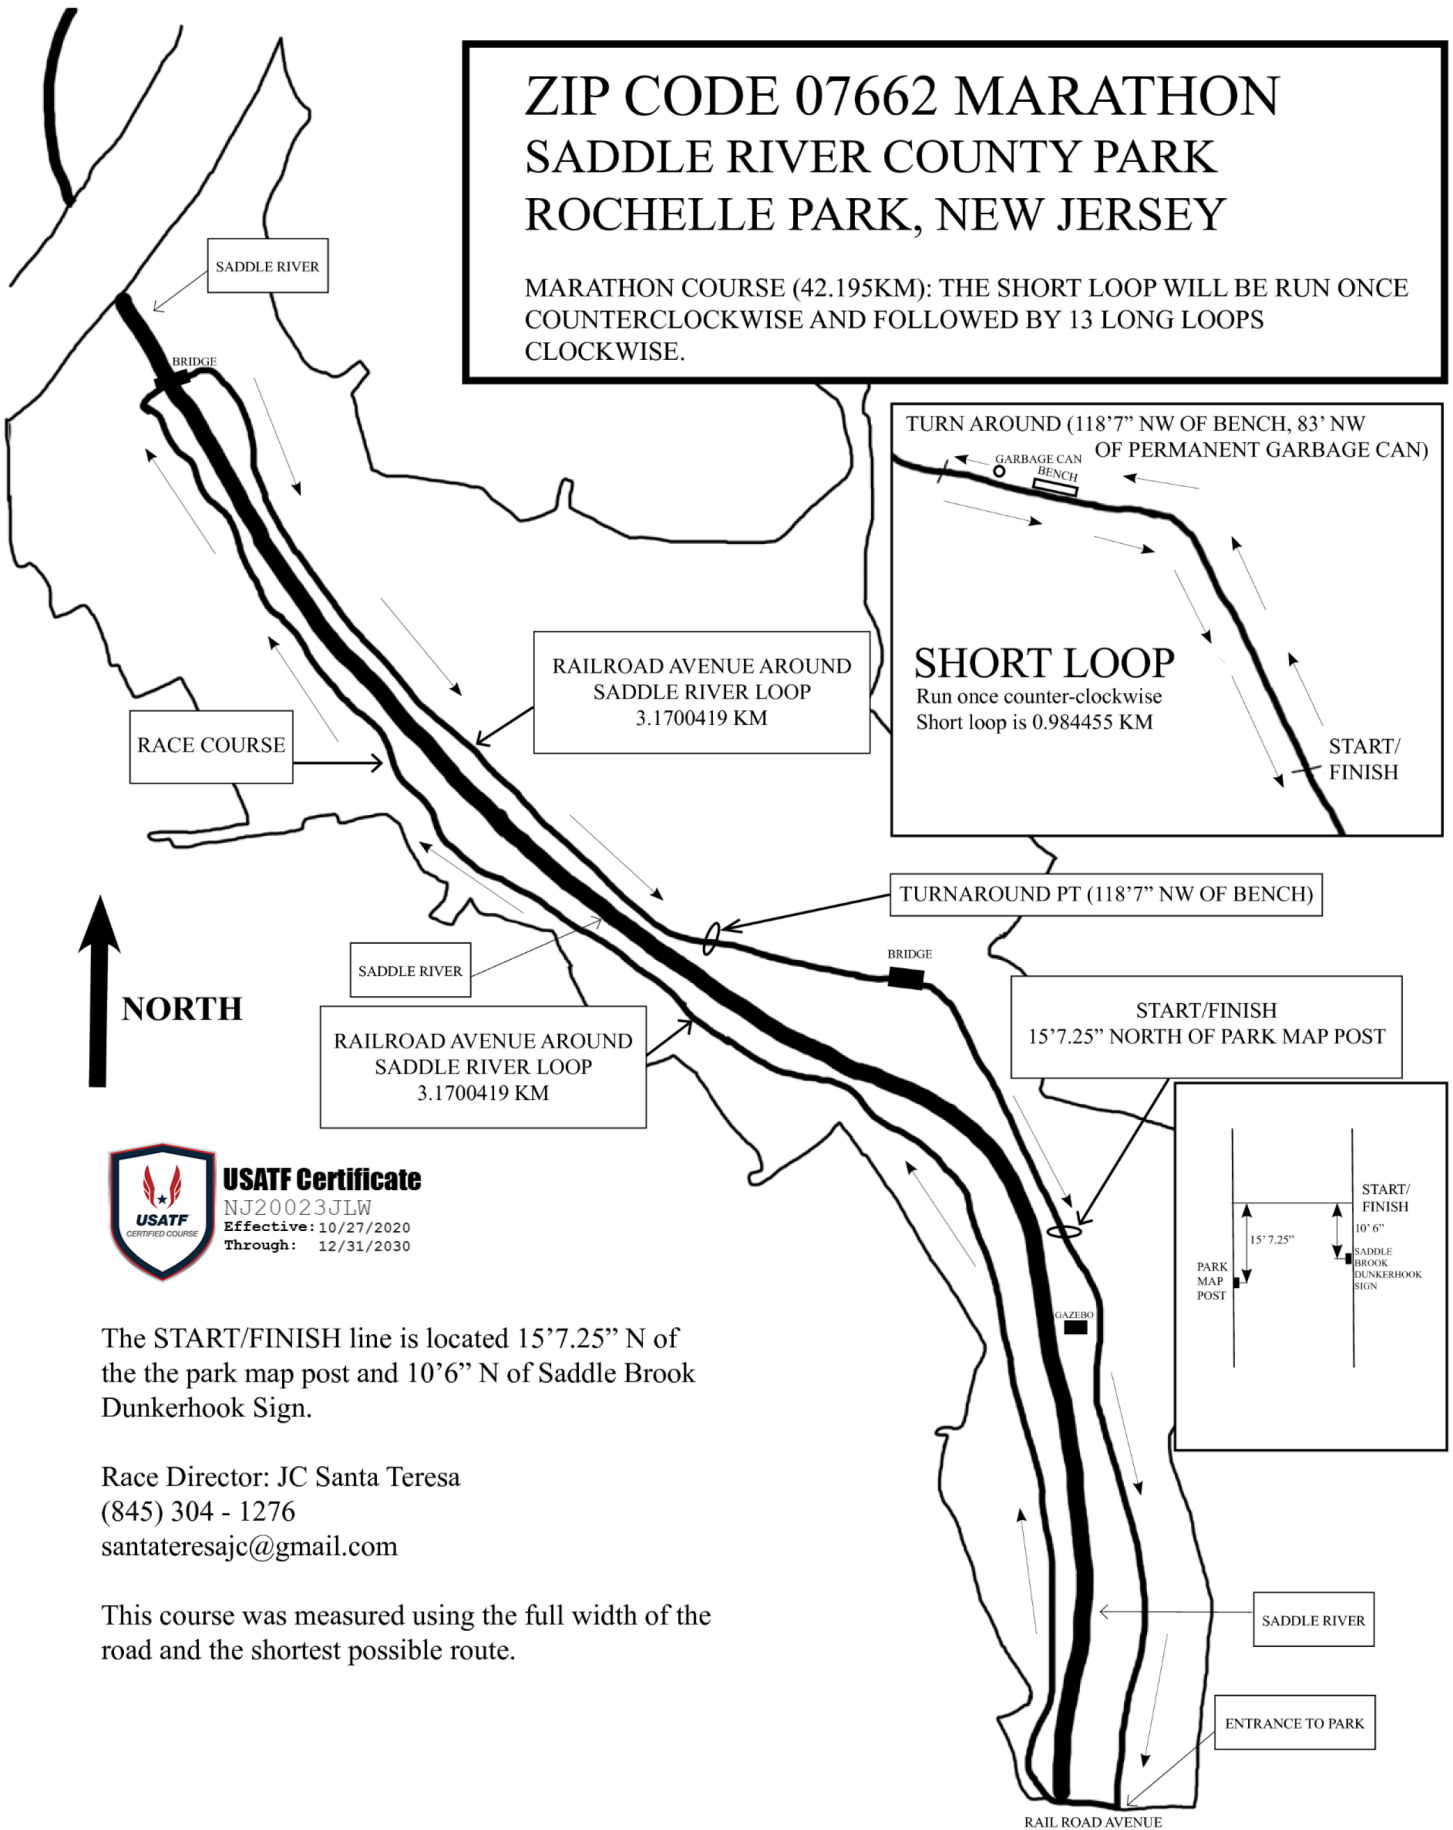 ZIP CODE 07662 MARATHON
SADDLE RIVER COUNTY PARK
ROCHELLE PARK, NEW JERSEY
MARATHON COURSE (42.195KM): THE SHORT LOOP WILL BE RUN ONCE
COUNTERCLOCKWISE AND FOLLOWED BY 13 LONG LOOPS
CLOCKWISE.
SADDLE RIVER
BRIDGE
TURN AROUND (118'7” NW OF BENCH, 83' NW
OF PERMANENT GARBAGE CAN)
GARBAGE CAN
BENCH
SHORT LOOP
Run once counter-clockwise
Short loop is 0.984455 KM
START/
FINISH
RAILROAD AVENUE AROUND
SADDLE RIVER LOOP
3.1700419 KM
RACE COURSE
TURNAROUND PT (118'7” NW OF BENCH)
BRIDGE
SADDLE RIVER
NORTH
START/FINISH
15'7.25” NORTH OF PARK MAP POST
RAILROAD AVENUE AROUND
SADDLE RIVER LOOP
3.1700419 KM
USATF
CERTIFIED COURSE
USATF Certificate
NJ20023JLW
Effective: 10/27/2020
Through: 12/31/2030
START/
FINISH
15' 7.25”
10' 6”
PARK
MAP
POST
SADDLE
BROOK
DUNKERHOOK
SIGN
GAZEBO
The START/FINISH line is located 15'7.25” N of
the the park map post and 10'6” N of Saddle Brook
Dunkerhook Sign.
Race Director: JC Santa Teresa
(845) 304 - 1276
santateresajc@gmail.com
This course was measured using the full width of the
road and the shortest possible route.
SADDLE RIVER
ENTRANCE TO PARK
RAIL ROAD AVENUE